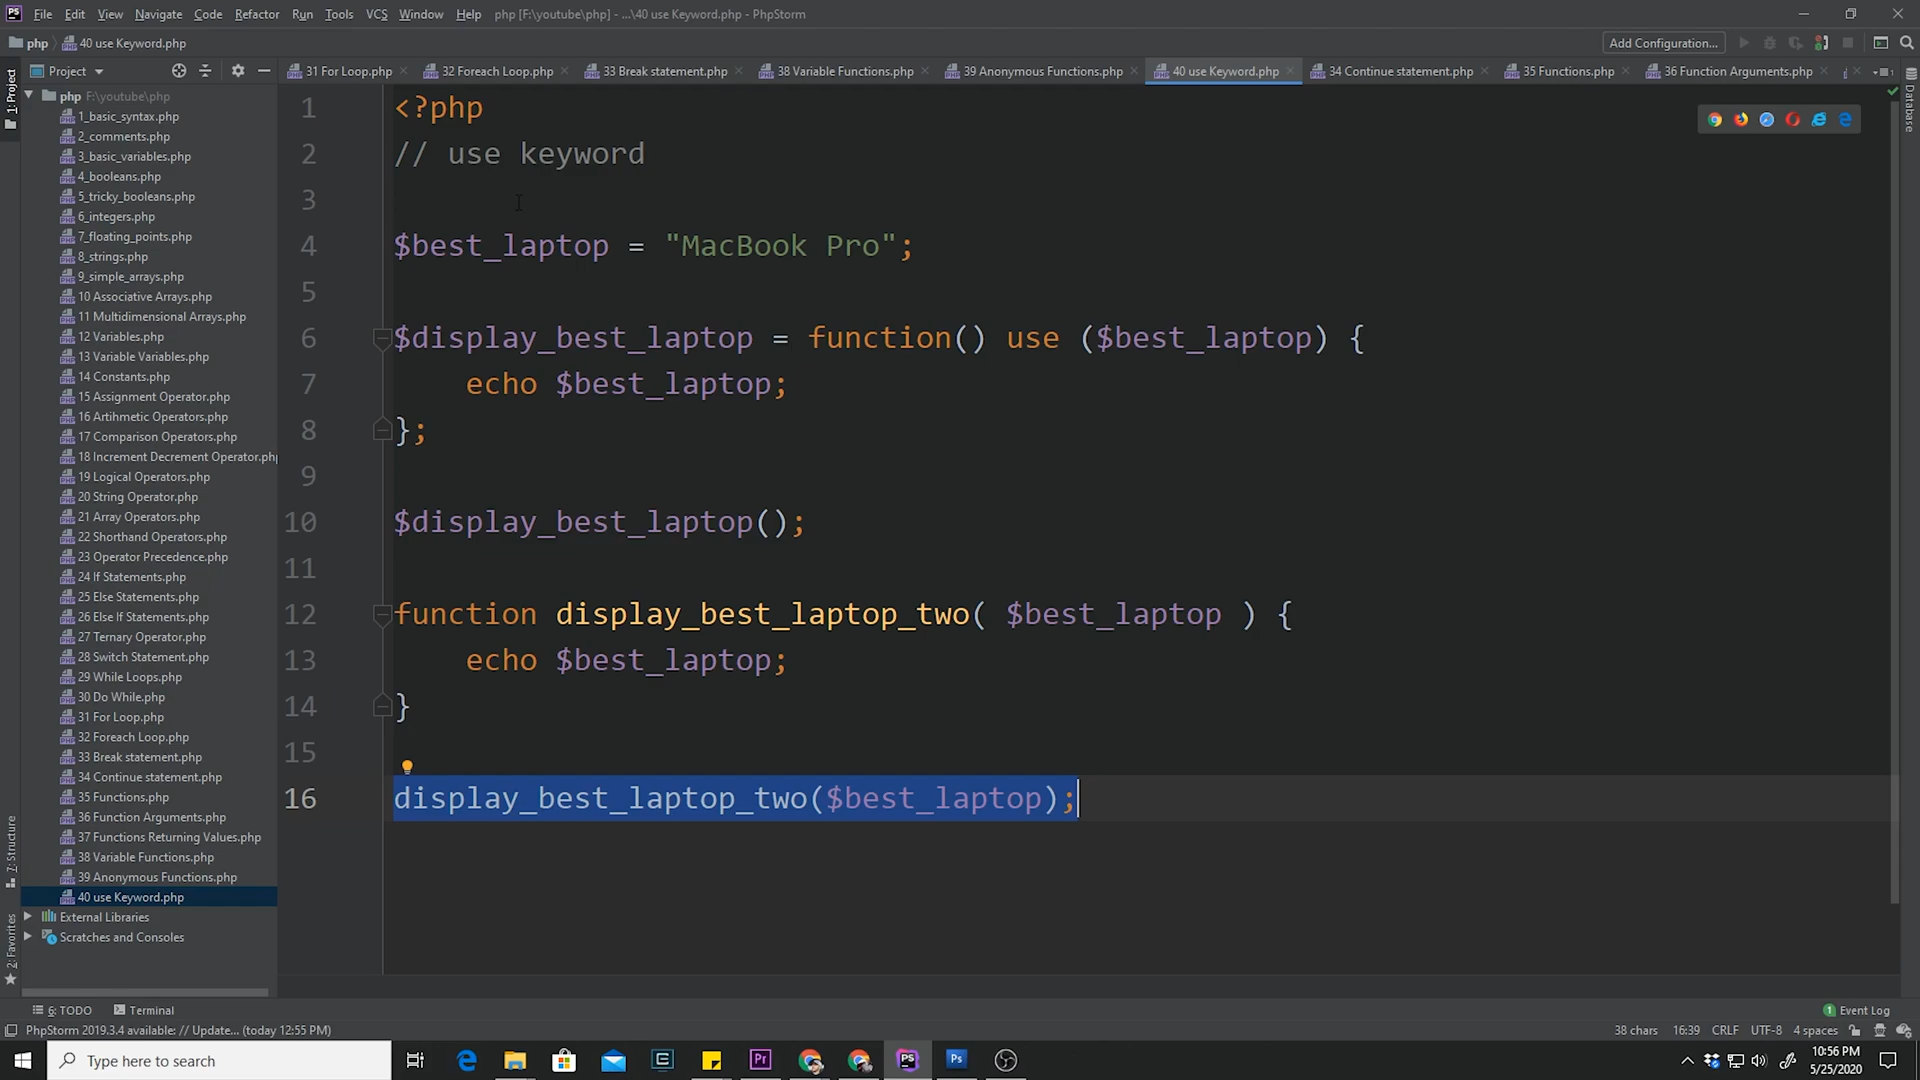 File Edit View Navigate Code Refactor Run Tools VCS Window Help php [F:\youtube\php] - ...\40 use Keyword.php - PhpStorm
php 40 use Keyword.php Add Configuration...
Project 31 For Loop.php 32 Foreach Loop.php 33 Break statement.php 38 Variable Functions.php 39 Anonymous Functions.php 40 use Keyword.php 34 Continue statement.php 35 Functions.php 36 Function Arguments.php
1: Project
7: Structure
2: Favorites
Database
php F:\youtube\php
1_basic_syntax.php
2_comments.php
3_basic_variables.php
4_booleans.php
5_tricky_booleans.php
6_integers.php
7_floating_points.php
8_strings.php
9_simple_arrays.php
10 Associative Arrays.php
11 Multidimensional Arrays.php
12 Variables.php
13 Variable Variables.php
14 Constants.php
15 Assignment Operator.php
16 Artihmetic Operators.php
17 Comparison Operators.php
18 Increment Decrement Operator.php
19 Logical Operators.php
20 String Operator.php
21 Array Operators.php
22 Shorthand Operators.php
23 Operator Precedence.php
24 If Statements.php
25 Else Statements.php
26 Else If Statements.php
27 Ternary Operator.php
28 Switch Statement.php
29 While Loops.php
30 Do While.php
31 For Loop.php
32 Foreach Loop.php
33 Break statement.php
34 Continue statement.php
35 Functions.php
36 Function Arguments.php
37 Functions Returning Values.php
38 Variable Functions.php
39 Anonymous Functions.php
40 use Keyword.php
External Libraries
Scratches and Consoles
1 <?php
2 // use keyword
3
4 $best_laptop = "MacBook Pro";
5
6 $display_best_laptop = function() use ($best_laptop) {
7 echo $best_laptop;
8 };
9
10 $display_best_laptop();
11
12 function display_best_laptop_two( $best_laptop ) {
13 echo $best_laptop;
14 }
15
16 display_best_laptop_two($best_laptop);
6: TODO Terminal 1 Event Log
PhpStorm 2019.3.4 available: // Update... (today 12:55 PM) 38 chars 16:39 CRLF UTF-8 4 spaces
Type here to search
10:56 PM
5/25/2020